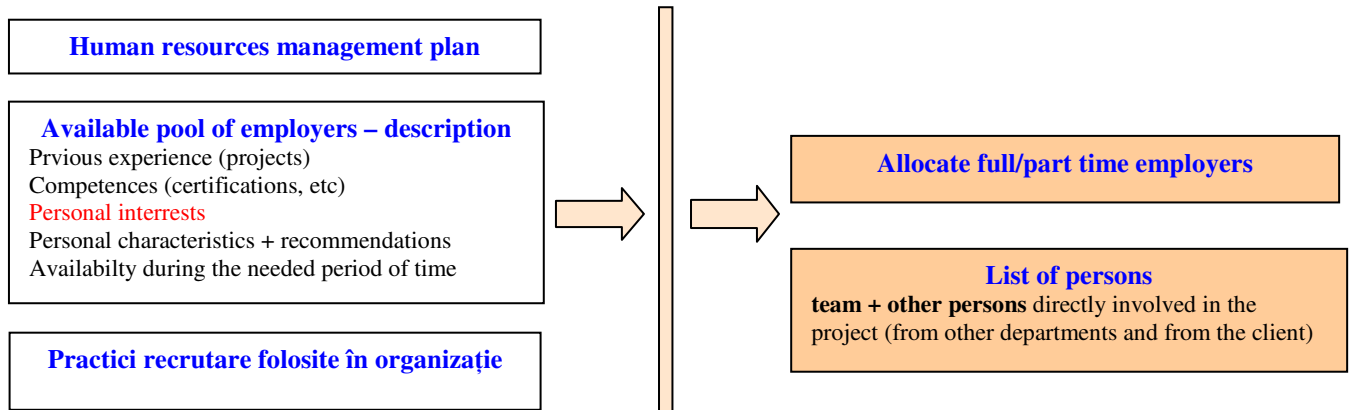 Human resources management plan
Available pool of employers – description
Prvious experience (projects)
Competences (certifications, etc)
Personal interrests
Personal characteristics + recommendations
Availabilty during the needed period of time
Practici recrutare folosite în organizație
Allocate full/part time employers
List of persons
team + other persons directly involved in the
project (from other departments and from the client)